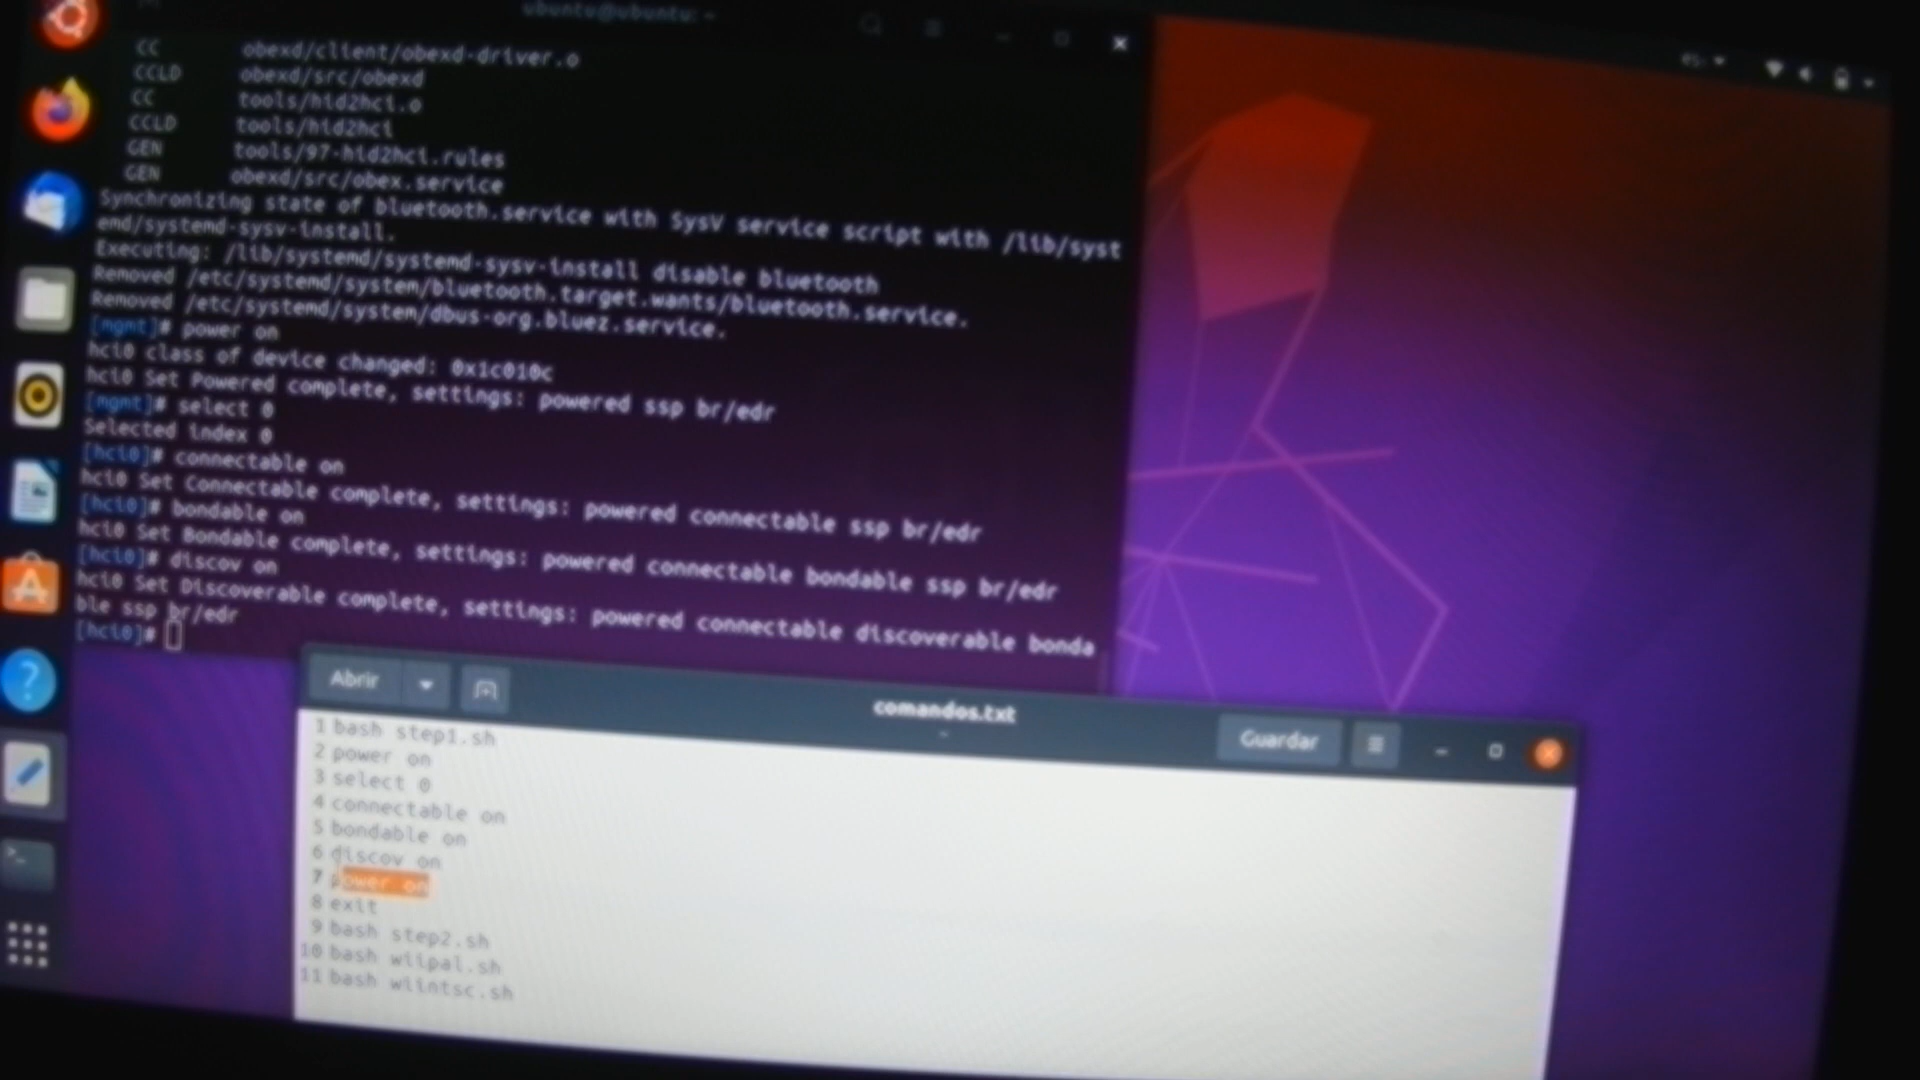 ubuntu@ubuntu: ~
CC obexd/client/obexd-driver.o
CCLD obexd/src/obexd
CC tools/hid2hci.o
CCLD tools/hid2hci
GEN tools/97-hid2hci.rules
GEN obexd/src/obex.service
Synchronizing state of bluetooth.service with SysV service script with /lib/syst
emd/systemd-sysv-install.
Executing: /lib/systemd/systemd-sysv-install disable bluetooth
Removed /etc/systemd/system/bluetooth.target.wants/bluetooth.service.
Removed /etc/systemd/system/dbus-org.bluez.service.
[mgmt]# power on
hci0 class of device changed: 0x1c010c
hci0 Set Powered complete, settings: powered ssp br/edr
[mgmt]# select 0
Selected index 0
[hci0]# connectable on
hci0 Set Connectable complete, settings: powered connectable ssp br/edr
[hci0]# bondable on
hci0 Set Bondable complete, settings: powered connectable bondable ssp br/edr
[hci0]# discov on
hci0 Set Discoverable complete, settings: powered connectable discoverable bonda
ble ssp br/edr
[hci0]#
Abrir
comandos.txt
Guardar
1 bash step1.sh
2 power on
3 select 0
4 connectable on
5 bondable on
6 discov on
7 power on
8 exit
9 bash step2.sh
10 bash wiipal.sh
11 bash wiintsc.sh